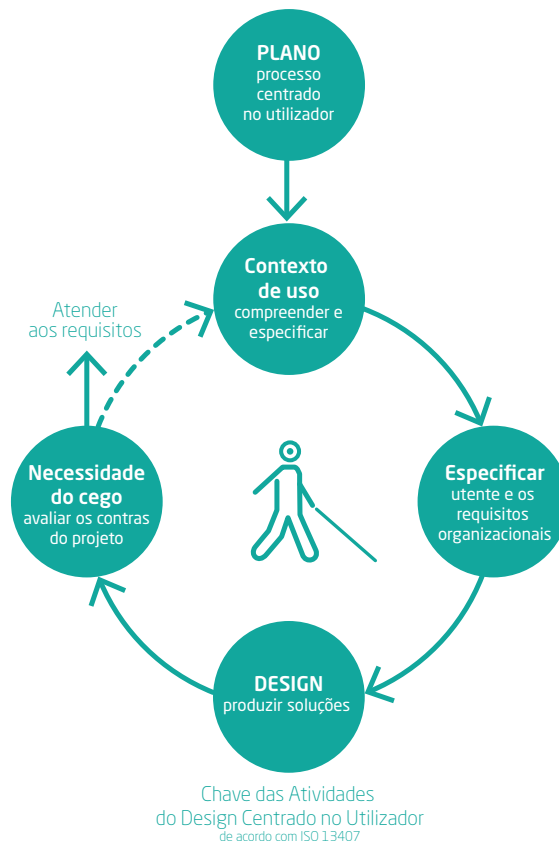 PLANO
processo
centrado
no utilizador
Contexto
de uso
compreender e
especificar
Atender
aos requisitos
Necessidade
do cego
avaliar os contras
do projeto
Especificar
utente e os
requisitos
organizacionais
DESIGN
produzir soluções
Chave das Atividades
do Design Centrado no Utilizador
de acordo com ISO 13407